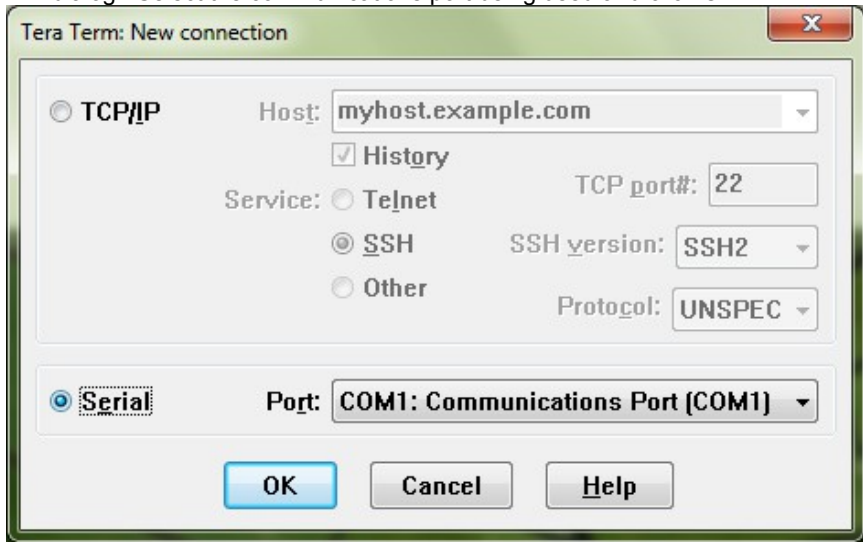 Tera Term: New connection
TCP/IP Host: myhost.example.com
History
Service: Telnet TCP port#: 22
SSH SSH version: SSH2
Other Protocol: UNSPEC
Serial Port: COM1: Communications Port (COM1)
OK Cancel Help